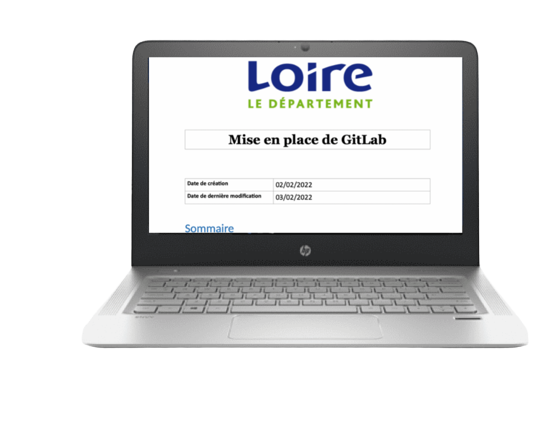 Loire
LE DÉPARTEMENT
Mise en place de GitLab
Date de création 02/02/2022
Date de dernière modification 03/02/2022
Sommaire
hp